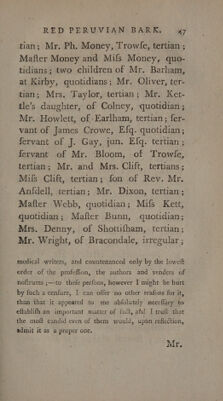 RED PERUVIAN BARK. 47
tian; Mr. Ph. Money, Trowſe, tertian;
Maſter Money and Miſs Money, quo-
tidians; two children of Mr. Barham,
at Kirby, quotidians; Mr. Oliver, ter-
tian; Mrs. Taylor, tertian; Mr. Ket-
tle's daughter, of Colney, quotidian;
Mr. Howlett, of Earlham, tertian; ſer-
vant of James Crowe, Eſq. quotidian;
ſervant of J. Gay, jun. Eſq. tertian;
ſervant of Mr. Bloom, of Trowſe,
tertian; Mr. and Mrs. Cliſt, tertians;
Miſs Clift, tertian; ſon of Rev. Mr.
Anſdell, tertian; Mr. Dixon, tertian;
Maſter Webb, quotidian; Miſs Kett,
quotidian; Maſter Bunn, quotidian;
Mrs. Denny, of Shottiſham, tertian;
Mr. Wright, of Bracondale, irregular;
medical writers, and countenanced only by the loweſt
order of the profeſſion, the authors and venders of
noſtrums;—to theſe perſons, however I might be hurt
by ſuch a cenſure, I can offer no other reaſons for it,
than that it appeared to me abſolutely neceſſary to
eſtabliſh an important matter of fact, and I truſt that
the moſt candid even of them would, upon reflection,
admit it as a proper one.
Mr.